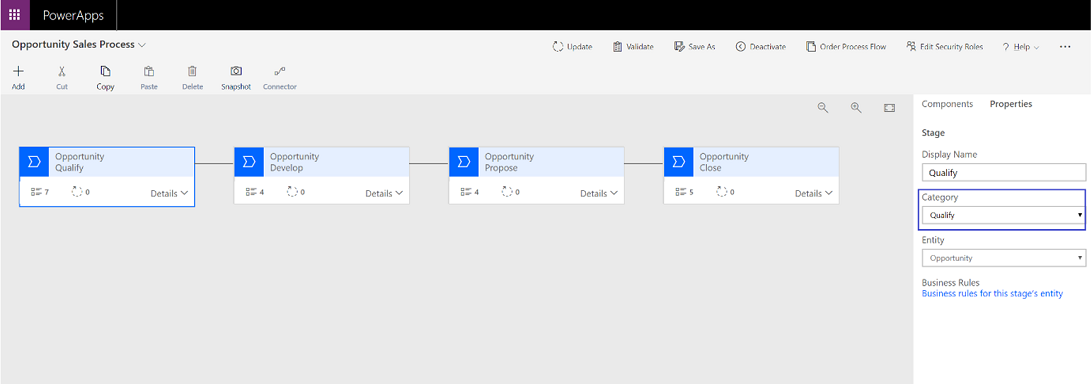 PowerApps
Opportunity Sales Process
Update Validate Save As Deactivate Order Process Flow Edit Security Roles ? Help ...
Add Cut Copy Paste Delete Snapshot Connector
Components Properties
Stage
Display Name
Qualify
Category
Qualify
Entity
Opportunity
Business Rules
Business rules for this stage's entity
Opportunity
Qualify
7 0 Details
Opportunity
Develop
4 0 Details
Opportunity
Propose
4 0 Details
Opportunity
Close
5 0 Details